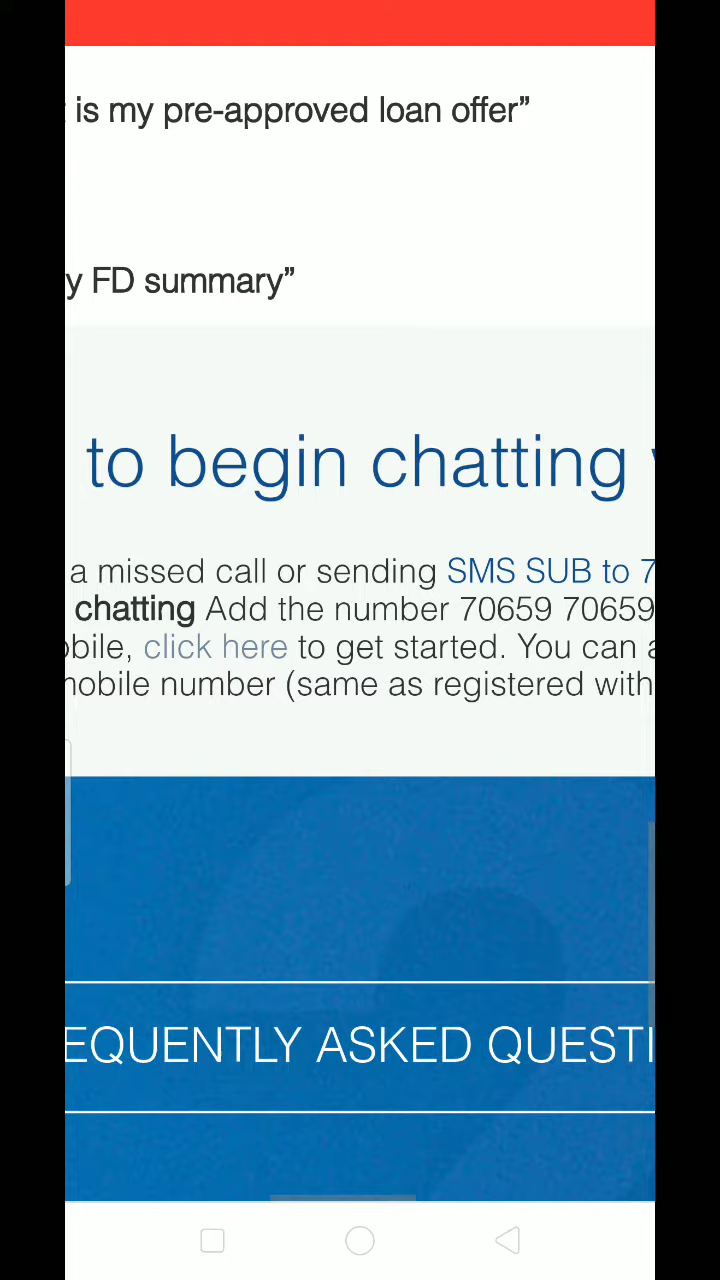 is my pre-approved loan offer”
y FD summary”
to begin chatting
a missed call or sending SMS SUB to 7
chatting Add the number 70659 70659
obile, click here to get started. You can a
mobile number (same as registered with
EQUENTLY ASKED QUESTI